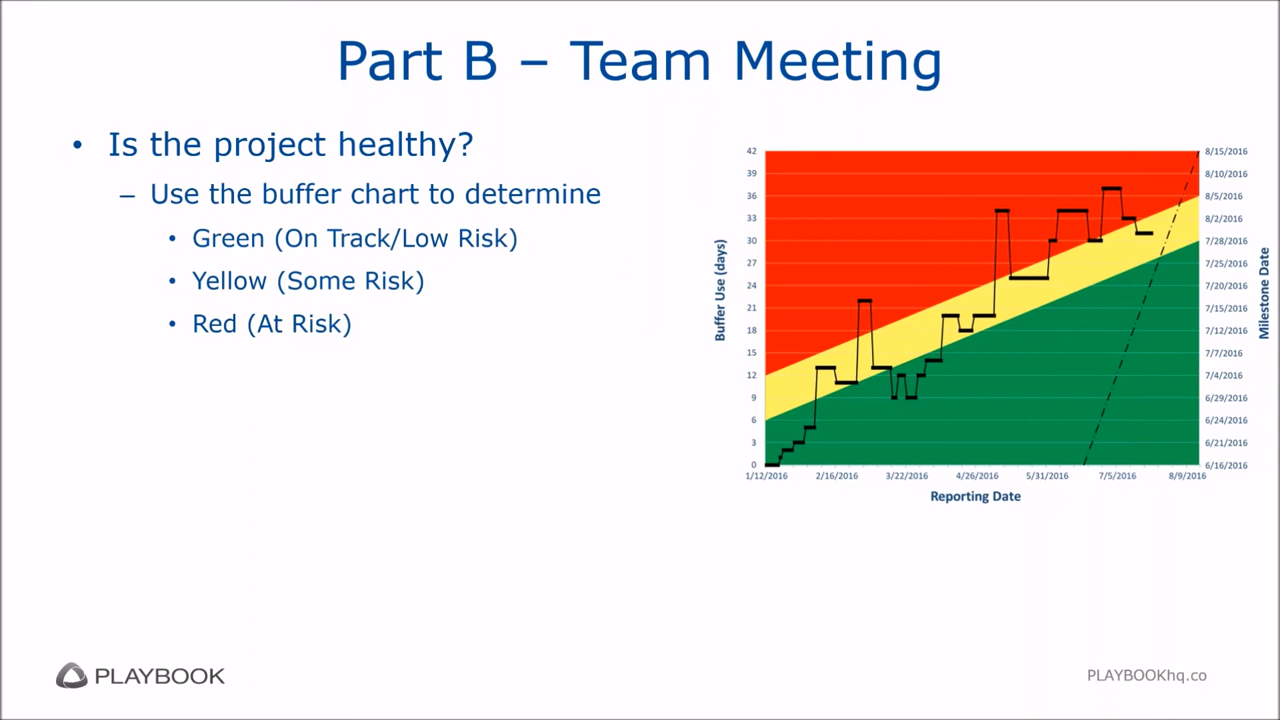 Part B – Team Meeting
• Is the project healthy?
– Use the buffer chart to determine
• Green (On Track/Low Risk)
• Yellow (Some Risk)
• Red (At Risk)
Buffer Use (days)
42
39
36
33
30
27
24
21
18
15
12
9
6
3
0
8/15/2016
8/10/2016
8/5/2016
8/2/2016
7/28/2016
7/25/2016
7/20/2016
7/15/2016
7/12/2016
7/7/2016
7/4/2016
6/29/2016
6/24/2016
6/21/2016
6/16/2016
Milestone Date
1/12/2016 2/16/2016 3/22/2016 4/26/2016 5/31/2016 7/5/2016 8/9/2016
Reporting Date
PLAYBOOK
PLAYBOOKhq.co